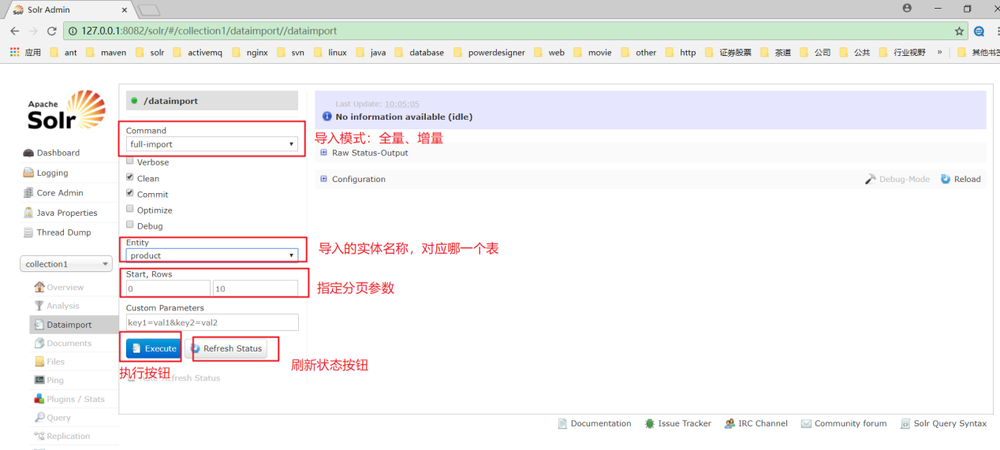 Solr Admin
127.0.0.1:8082/solr/#/collection1/dataimport//dataimport
应用 ant maven solr activemq nginx svn linux java database powerdesigner web movie other http 证券股票 茶道 公司 公共 行业视野 » 其他书签
Apache
Solr
Dashboard
Logging
Core Admin
Java Properties
Thread Dump
collection1
Overview
Analysis
Dataimport
Documents
Files
Ping
Plugins / Stats
Query
Replication
/dataimport
Command
full-import
导入模式：全量、增量
Verbose
Clean
Commit
Optimize
Debug
Entity
product
导入的实体名称，对应哪一个表
Start, Rows
0 10
指定分页参数
Custom Parameters
key1=val1&key2=val2
Execute Refresh Status
执行按钮
刷新状态按钮
Auto-Refresh Status
Last Update: 10:05:05
No information available (idle)
Raw Status-Output
Configuration
Debug-Mode Reload
Documentation Issue Tracker IRC Channel Community forum Solr Query Syntax